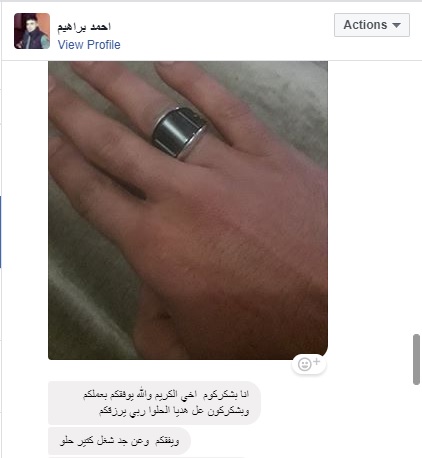 احمد براهيم
Actions
View Profile
انا بشكركوم اخي الكريم والله يوفقكم بعملكم
وبشكركون عل هديا الحلوا ربي يرزقكم
ويفقكم وعن جد شغل كتير حلو